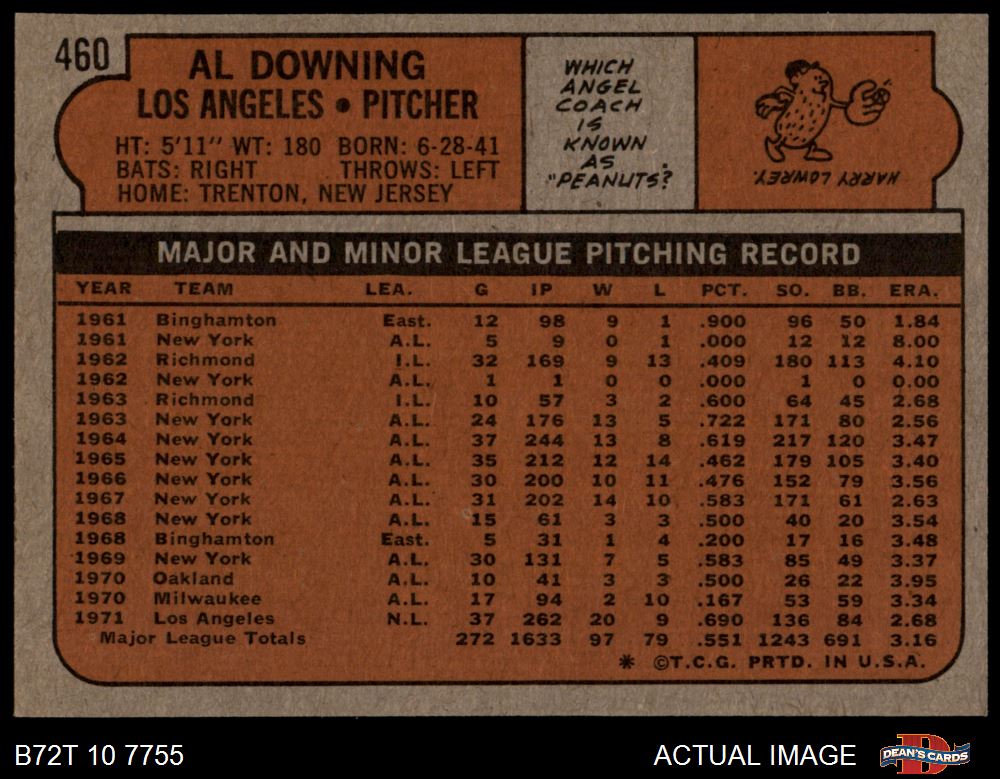 460
AL DOWNING
LOS ANGELES • PITCHER
HT: 5'11" WT: 180 BORN: 6-28-41
BATS: RIGHT THROWS: LEFT
HOME: TRENTON, NEW JERSEY
WHICH
ANGEL
COACH
IS
KNOWN
AS
"PEANUTS?
HARRY LOWREY.
MAJOR AND MINOR LEAGUE PITCHING RECORD
YEAR TEAM LEA. G IP W L PCT. SO. BB. ERA.
1961 Binghamton East. 12 98 9 1 .900 96 50 1.84
1961 New York A.L. 5 9 0 1 .000 12 12 8.00
1962 Richmond I.L. 32 169 9 13 .409 180 113 4.10
1962 New York A.L. 1 1 0 0 .000 1 0 0.00
1963 Richmond I.L. 10 57 3 2 .600 64 45 2.68
1963 New York A.L. 24 176 13 5 .722 171 80 2.56
1964 New York A.L. 37 244 13 8 .619 217 120 3.47
1965 New York A.L. 35 212 12 14 .462 179 105 3.40
1966 New York A.L. 30 200 10 11 .476 152 79 3.56
1967 New York A.L. 31 202 14 10 .583 171 61 2.63
1968 New York A.L. 15 61 3 3 .500 40 20 3.54
1968 Binghamton East. 5 31 1 4 .200 17 16 3.48
1969 New York A.L. 30 131 7 5 .583 85 49 3.37
1970 Oakland A.L. 10 41 3 3 .500 26 22 3.95
1970 Milwaukee A.L. 17 94 2 10 .167 53 59 3.34
1971 Los Angeles N.L. 37 262 20 9 .690 136 84 2.68
Major League Totals 272 1633 97 79 .551 1243 691 3.16
* ©T.C.G. PRTD. IN U.S.A.
B72T 10 7755
ACTUAL IMAGE
DEAN'S CARDS